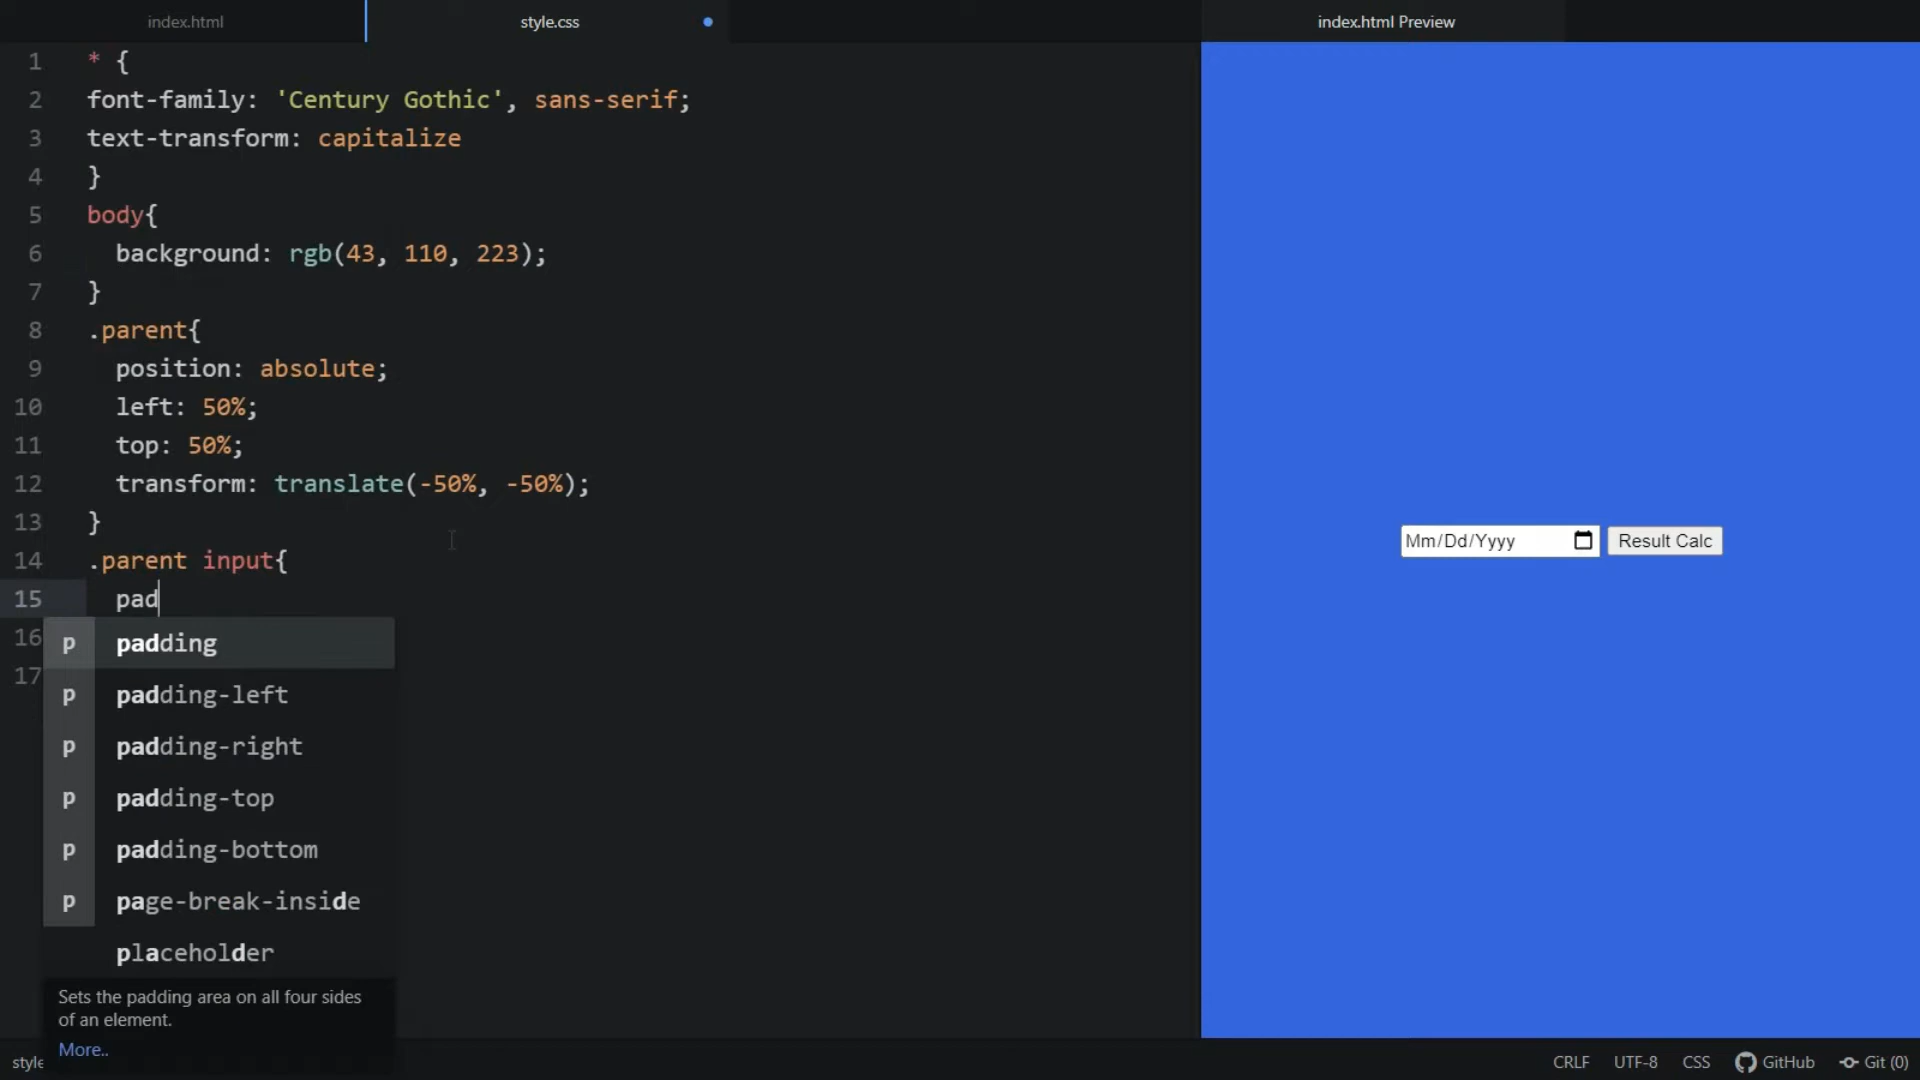 index.html
style.css
index.html Preview
1 * {
2 font-family: 'Century Gothic', sans-serif;
3 text-transform: capitalize
4 }
5 body{
6 background: rgb(43, 110, 223);
7 }
8 .parent{
9 position: absolute;
10 left: 50%;
11 top: 50%;
12 transform: translate(-50%, -50%);
13 }
14 .parent input{
15 pad
16
17
p padding
p padding-left
p padding-right
p padding-top
p padding-bottom
p page-break-inside
placeholder
Sets the padding area on all four sides
of an element.
More..
Mm/Dd/Yyyy
Result Calc
style
CRLF UTF-8 CSS GitHub Git (0)